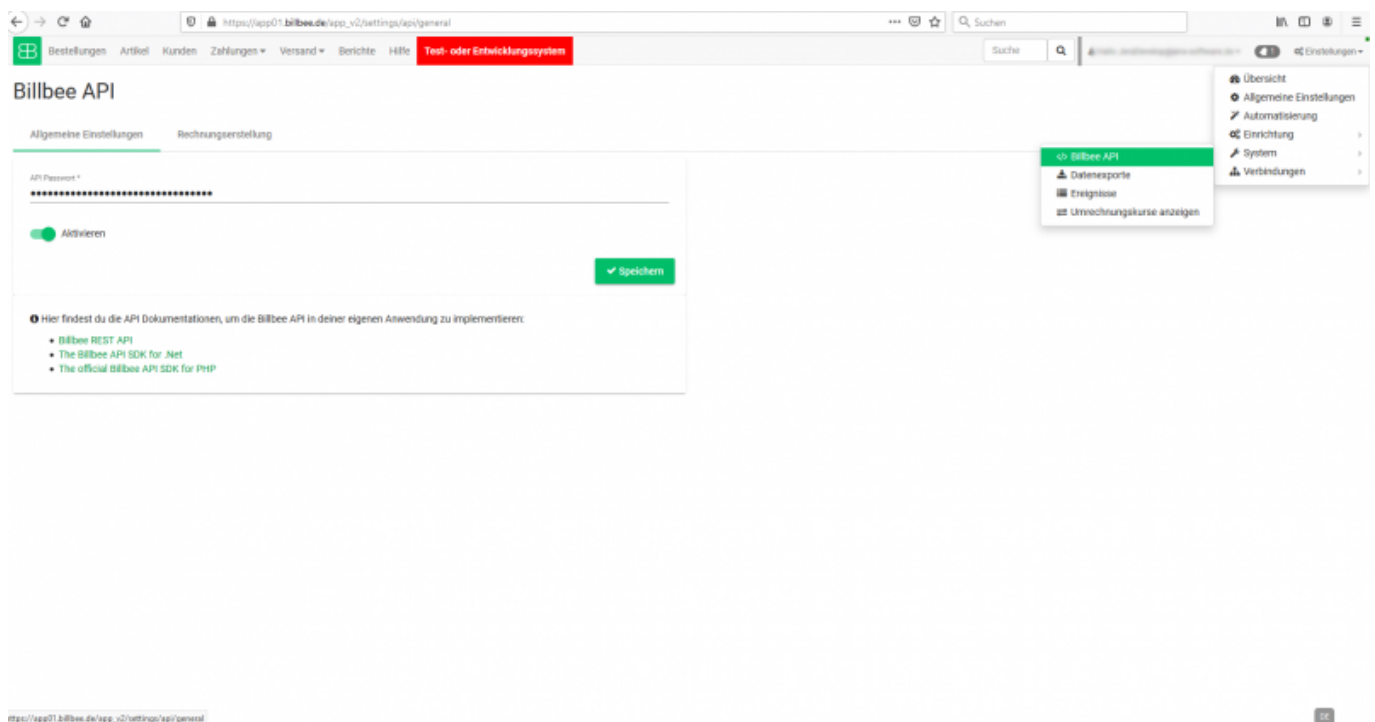 https://app01.billbee.de/app_v2/settings/api/general
Suchen
Bestellungen Artikel Kunden Zahlungen Versand Berichte Hilfe Test- oder Entwicklungssystem Suche Einstellungen
Billbee API
Allgemeine Einstellungen Rechnungserstellung
API Passwort *
Aktivieren
Speichern
Hier findest du die API Dokumentationen, um die Billbee API in deiner eigenen Anwendung zu implementieren:
Billbee REST API
The Billbee API SDK for .Net
The official Billbee API SDK for PHP
Übersicht
Allgemeine Einstellungen
Automatisierung
Einrichtung
System
Verbindungen
Billbee API
Datenexporte
Ereignisse
Umrechnungskurse anzeigen
ttps://app01.billbee.de/app_v2/settings/api/general
DE